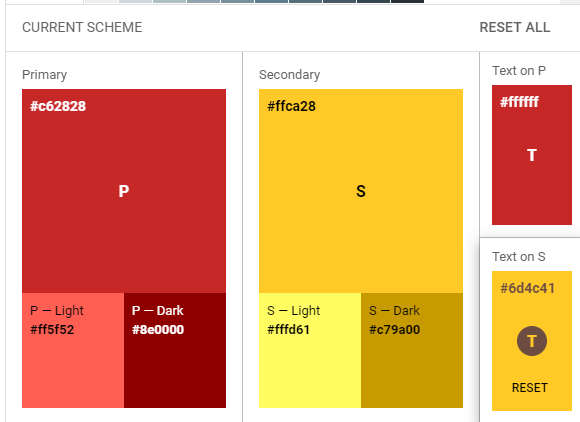 CURRENT SCHEME
RESET ALL
Primary
#c62828
P
P — Light
#ff5f52
P — Dark
#8e0000
Secondary
#ffca28
S
S — Light
#fffd61
S — Dark
#c79a00
Text on P
#ffffff
T
Text on S
#6d4c41
T
RESET